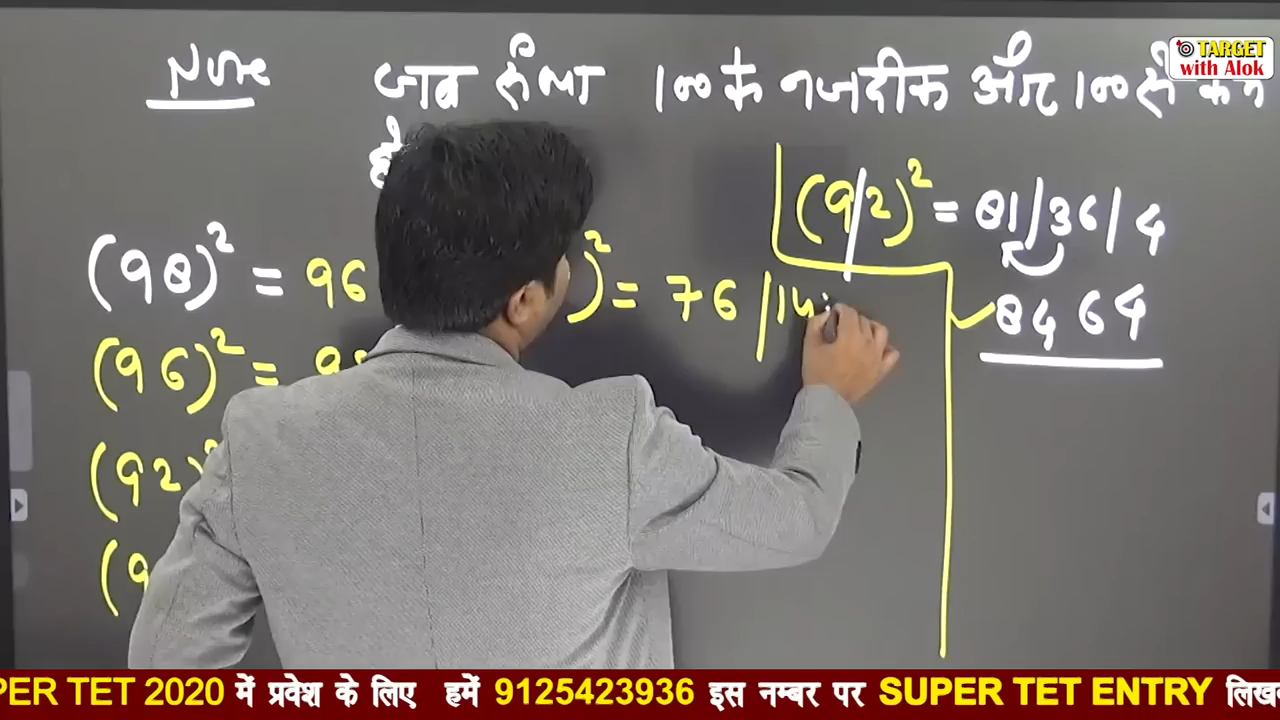 Note जब संख्या 100 के नजदीक और 100 से कम
हो
TARGET
with Alok
(92)² = 81/36/4
8464
(98)² = 96
)² = 76/14
(96)² =
(92)
(9
PER TET 2020 में प्रवेश के लिए हमें 9125423936 इस नम्बर पर SUPER TET ENTRY लिख